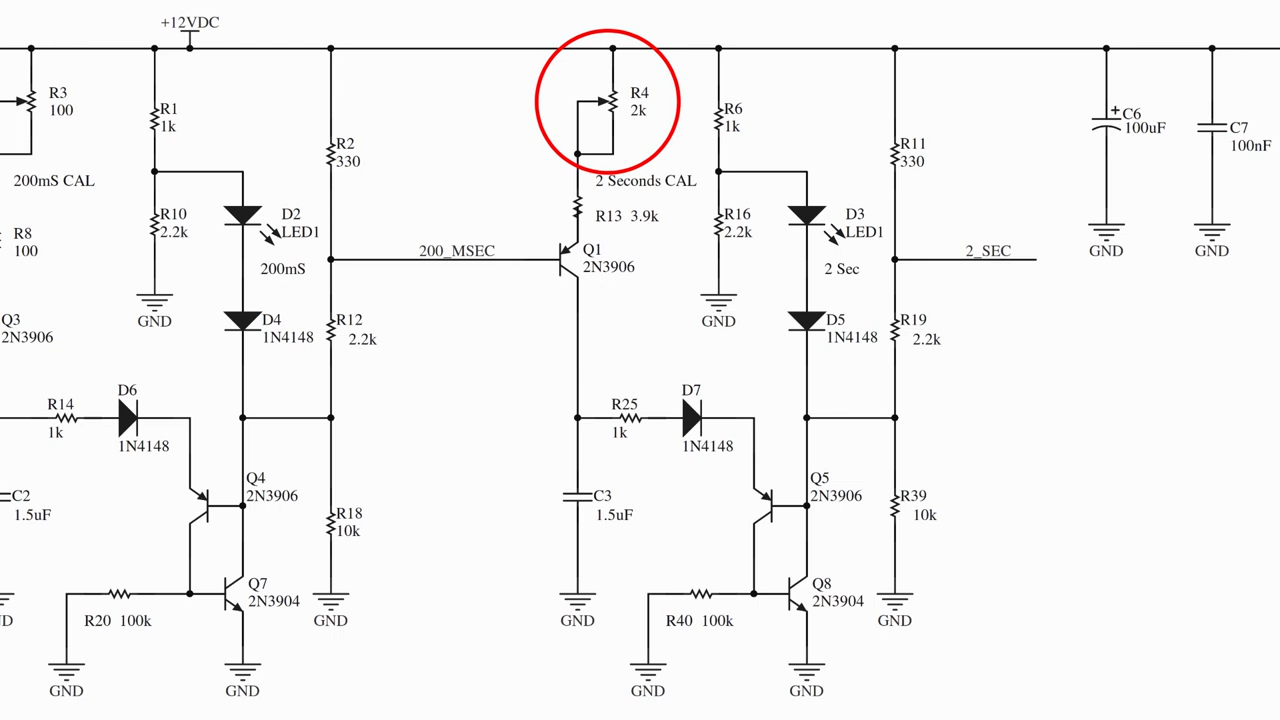 +12VDC
R3
100
200mS CAL
R8
100
Q3
2N3906
R1
1k
R10
2.2k
GND
D2
LED1
200mS
D4
1N4148
R2
330
R12
2.2k
200_MSEC
R14
1k
D6
1N4148
C2
1.5uF
Q4
2N3906
R18
10k
Q7
2N3904
R20 100k
GND
GND
GND
R4
2k
2 Seconds CAL
R13 3.9k
Q1
2N3906
R6
1k
R16
2.2k
GND
D3
LED1
2 Sec
D5
1N4148
R11
330
R19
2.2k
2_SEC
R25
1k
D7
1N4148
C3
1.5uF
GND
Q5
2N3906
R39
10k
Q8
2N3904
R40 100k
GND
GND
GND
+
C6
100uF
GND
C7
100nF
GND